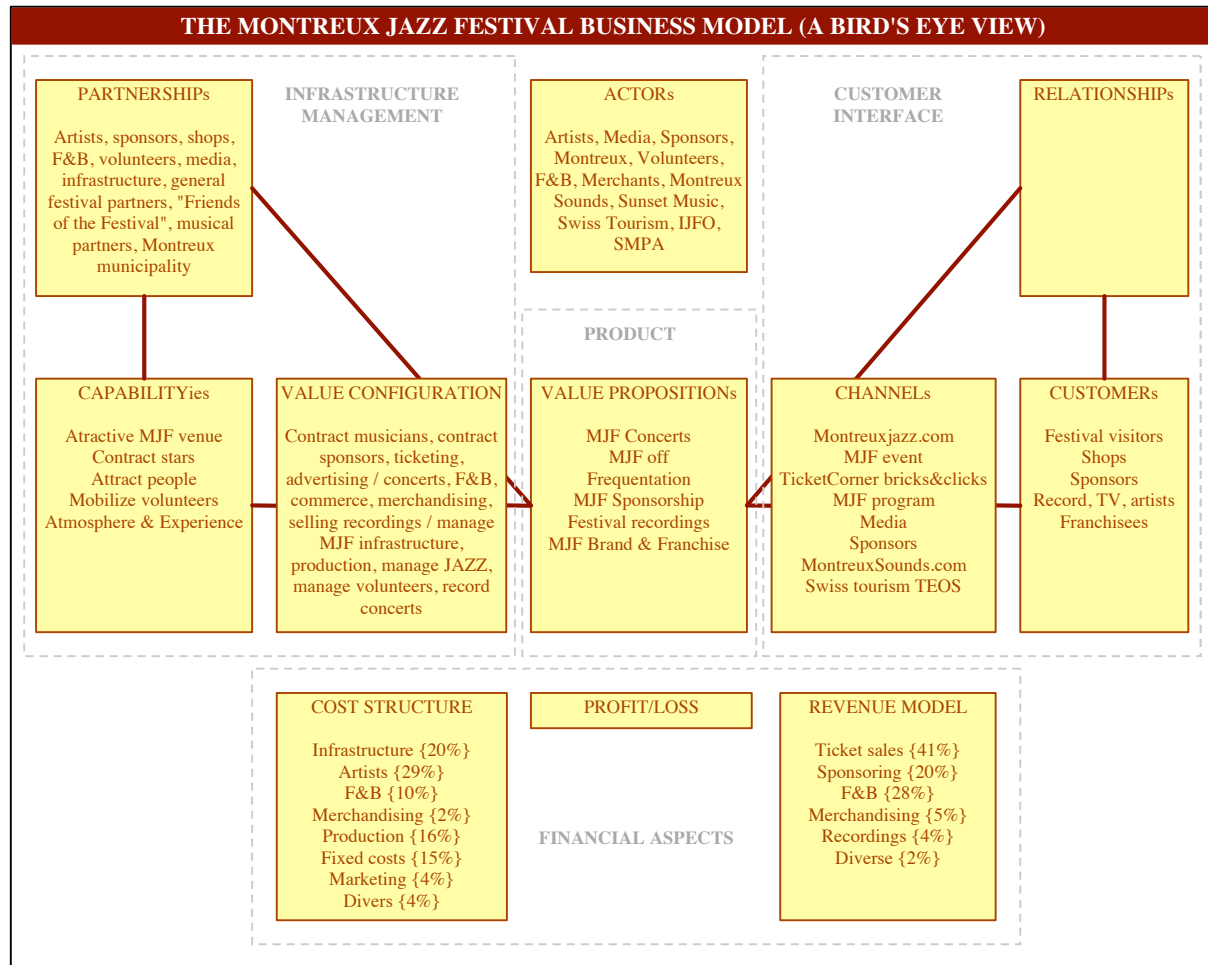 THE MONTREUX JAZZ FESTIVAL BUSINESS MODEL (A BIRD'S EYE VIEW)
PARTNERSHIPs
Artists, sponsors, shops,
F&B, volunteers, media,
infrastructure, general
festival partners, "Friends
of the Festival", musical
partners, Montreux
municipality
INFRASTRUCTURE
MANAGEMENT
ACTORs
Artists, Media, Sponsors,
Montreux, Volunteers,
F&B, Merchants, Montreux
Sounds, Sunset Music,
Swiss Tourism, IJFO,
SMPA
CUSTOMER
INTERFACE
RELATIONSHIPs
PRODUCT
CAPABILITYies
Atractive MJF venue
Contract stars
Attract people
Mobilize volunteers
Atmosphere & Experience
VALUE CONFIGURATION
Contract musicians, contract
sponsors, ticketing,
advertising / concerts, F&B,
commerce, merchandising,
selling recordings / manage
MJF infrastructure,
production, manage JAZZ,
manage volunteers, record
concerts
VALUE PROPOSITIONs
MJF Concerts
MJF off
Frequentation
MJF Sponsorship
Festival recordings
MJF Brand & Franchise
CHANNELs
Montreuxjazz.com
MJF event
TicketCorner bricks&clicks
MJF program
Media
Sponsors
MontreuxSounds.com
Swiss tourism TEOS
CUSTOMERs
Festival visitors
Shops
Sponsors
Record, TV, artists
Franchisees
COST STRUCTURE
Infrastructure {20%}
Artists {29%}
F&B {10%}
Merchandising {2%}
Production {16%}
Fixed costs {15%}
Marketing {4%}
Divers {4%}
PROFIT/LOSS
FINANCIAL ASPECTS
REVENUE MODEL
Ticket sales {41%}
Sponsoring {20%}
F&B {28%}
Merchandising {5%}
Recordings {4%}
Diverse {2%}